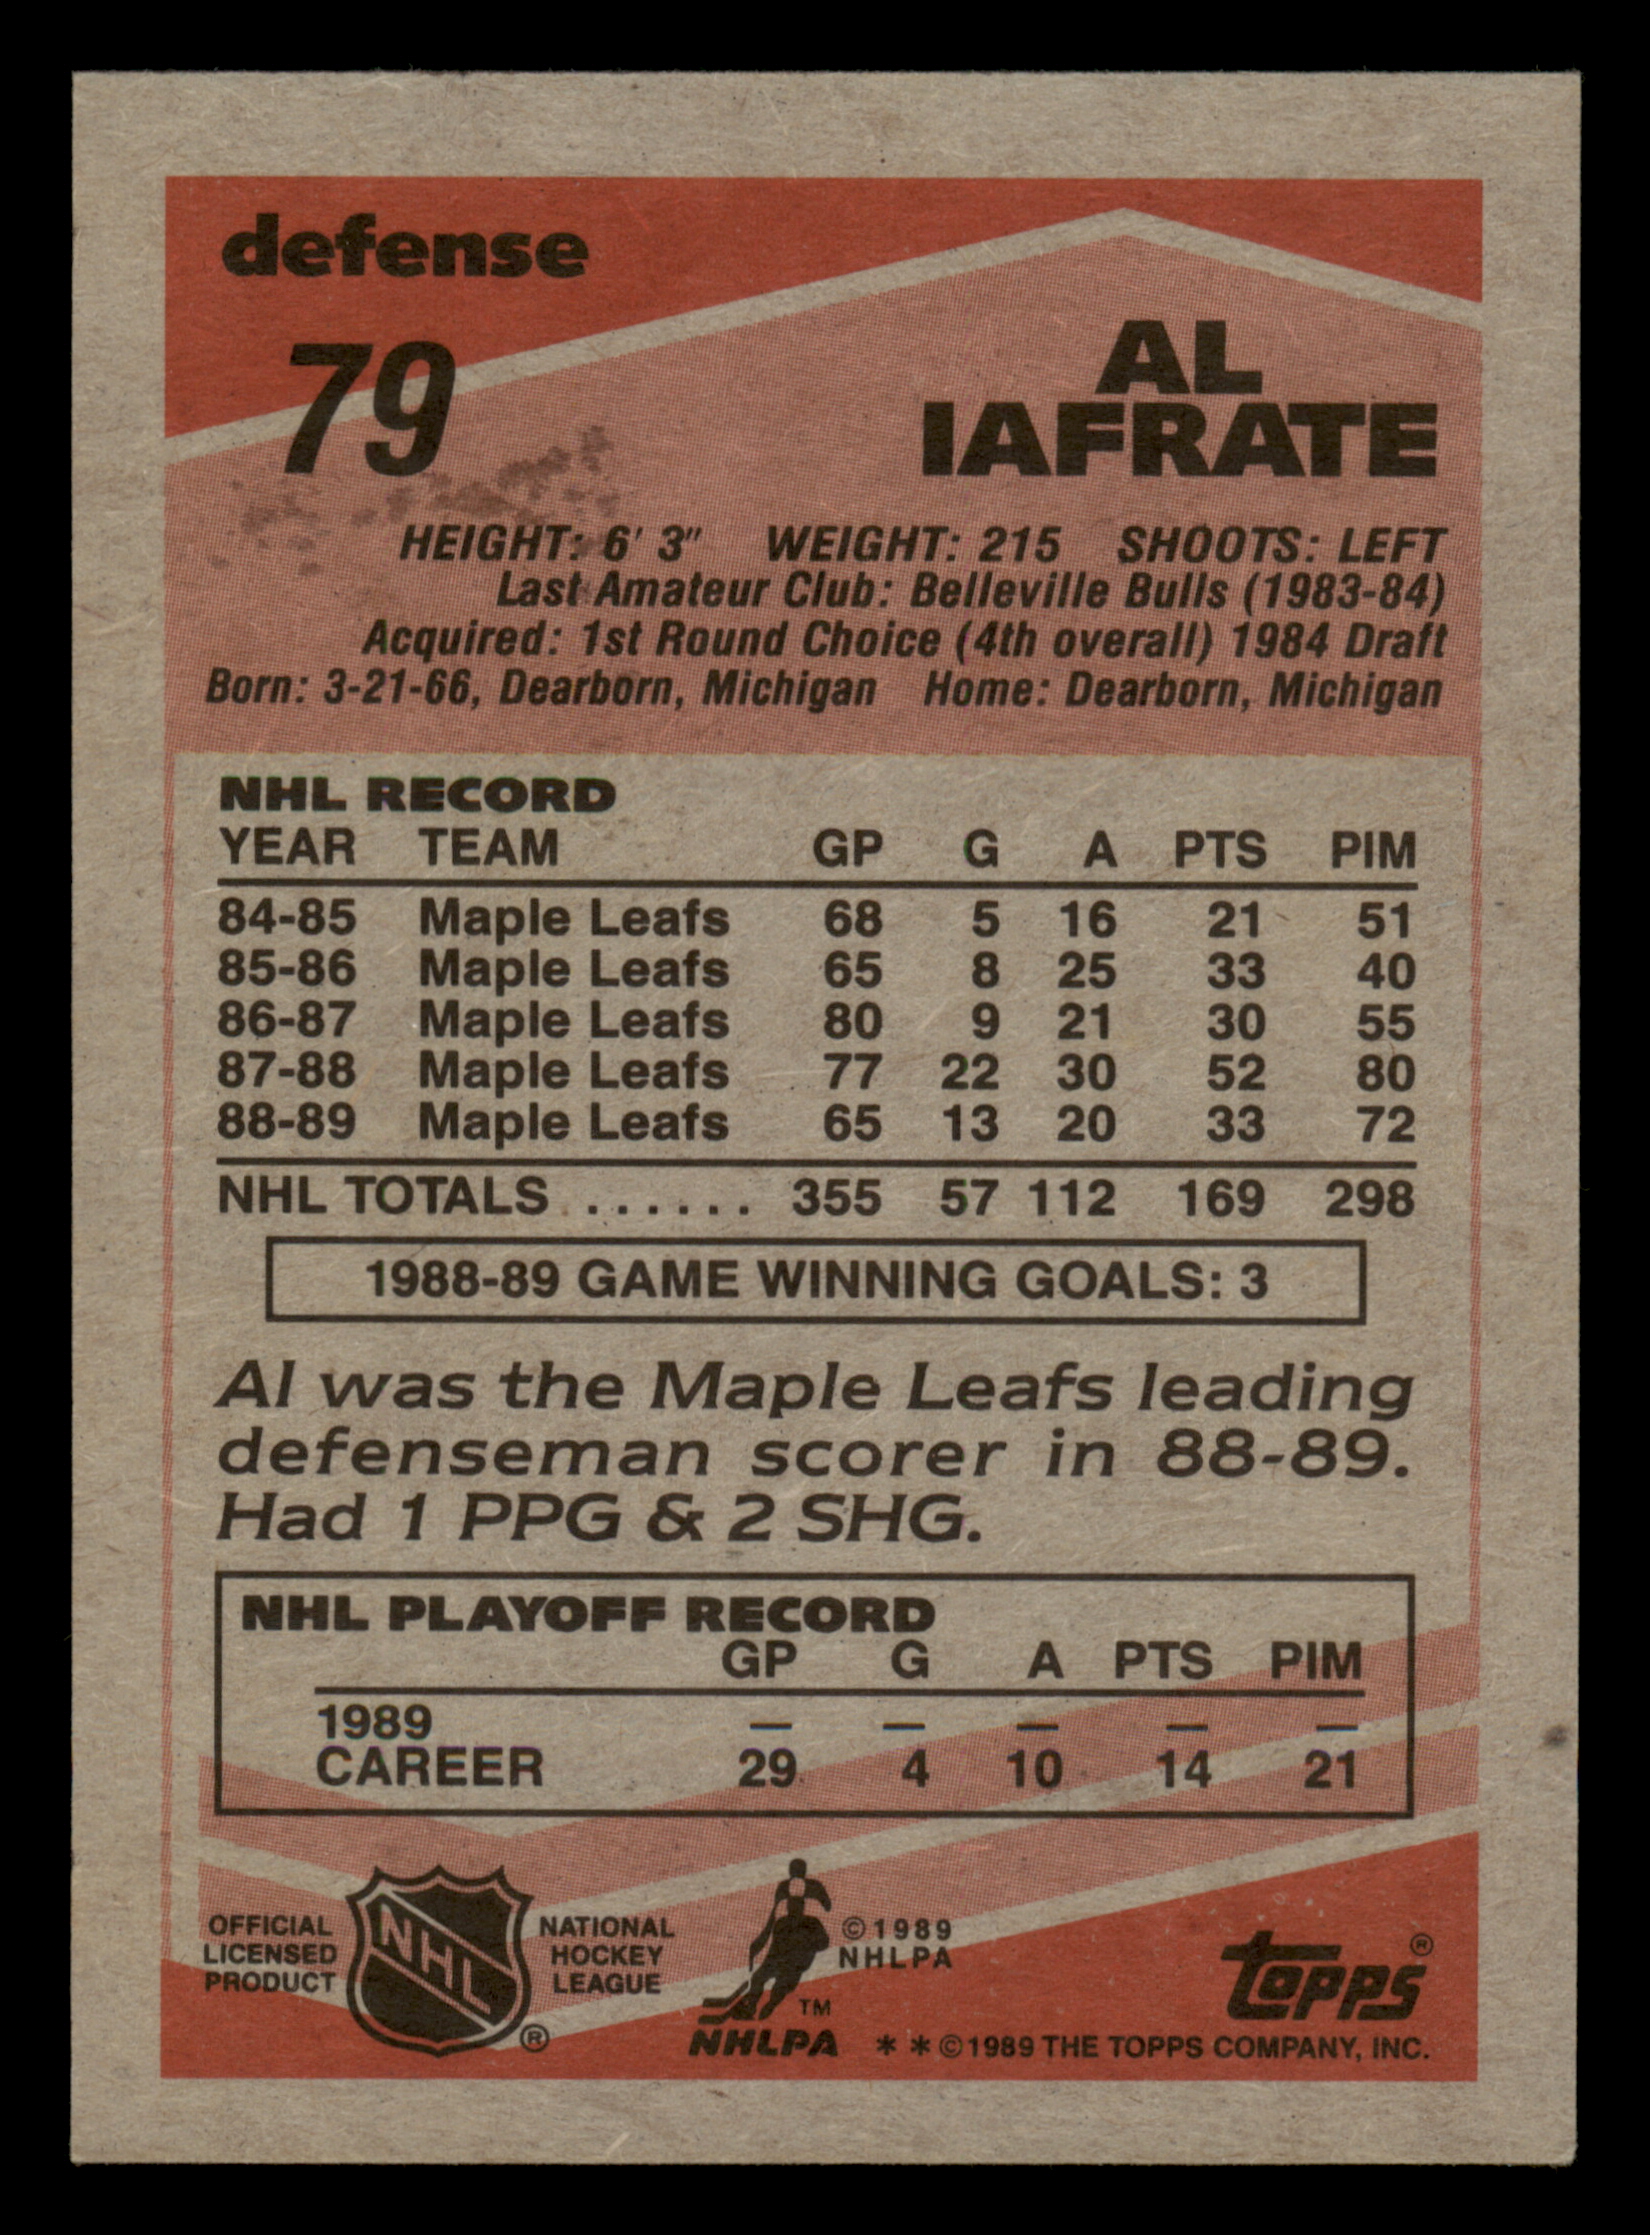 defense
79
AL
IAFRATE
HEIGHT: 6' 3" WEIGHT: 215 SHOOTS: LEFT
Last Amateur Club: Belleville Bulls (1983-84)
Acquired: 1st Round Choice (4th overall) 1984 Draft
Born: 3-21-66, Dearborn, Michigan Home: Dearborn, Michigan
NHL RECORD
YEAR TEAM GP G A PTS PIM
84-85 Maple Leafs 68 5 16 21 51
85-86 Maple Leafs 65 8 25 33 40
86-87 Maple Leafs 80 9 21 30 55
87-88 Maple Leafs 77 22 30 52 80
88-89 Maple Leafs 65 13 20 33 72
NHL TOTALS ....... 355 57 112 169 298
1988-89 GAME WINNING GOALS: 3
Al was the Maple Leafs leading
defenseman scorer in 88-89.
Had 1 PPG & 2 SHG.
NHL PLAYOFF RECORD
GP G A PTS PIM
1989 — — — — —
CAREER 29 4 10 14 21
OFFICIAL
LICENSED
PRODUCT
NHL
®
NATIONAL
HOCKEY
LEAGUE
TM
NHLPA
©1989
NHLPA
topps ®
* * ©1989 THE TOPPS COMPANY, INC.